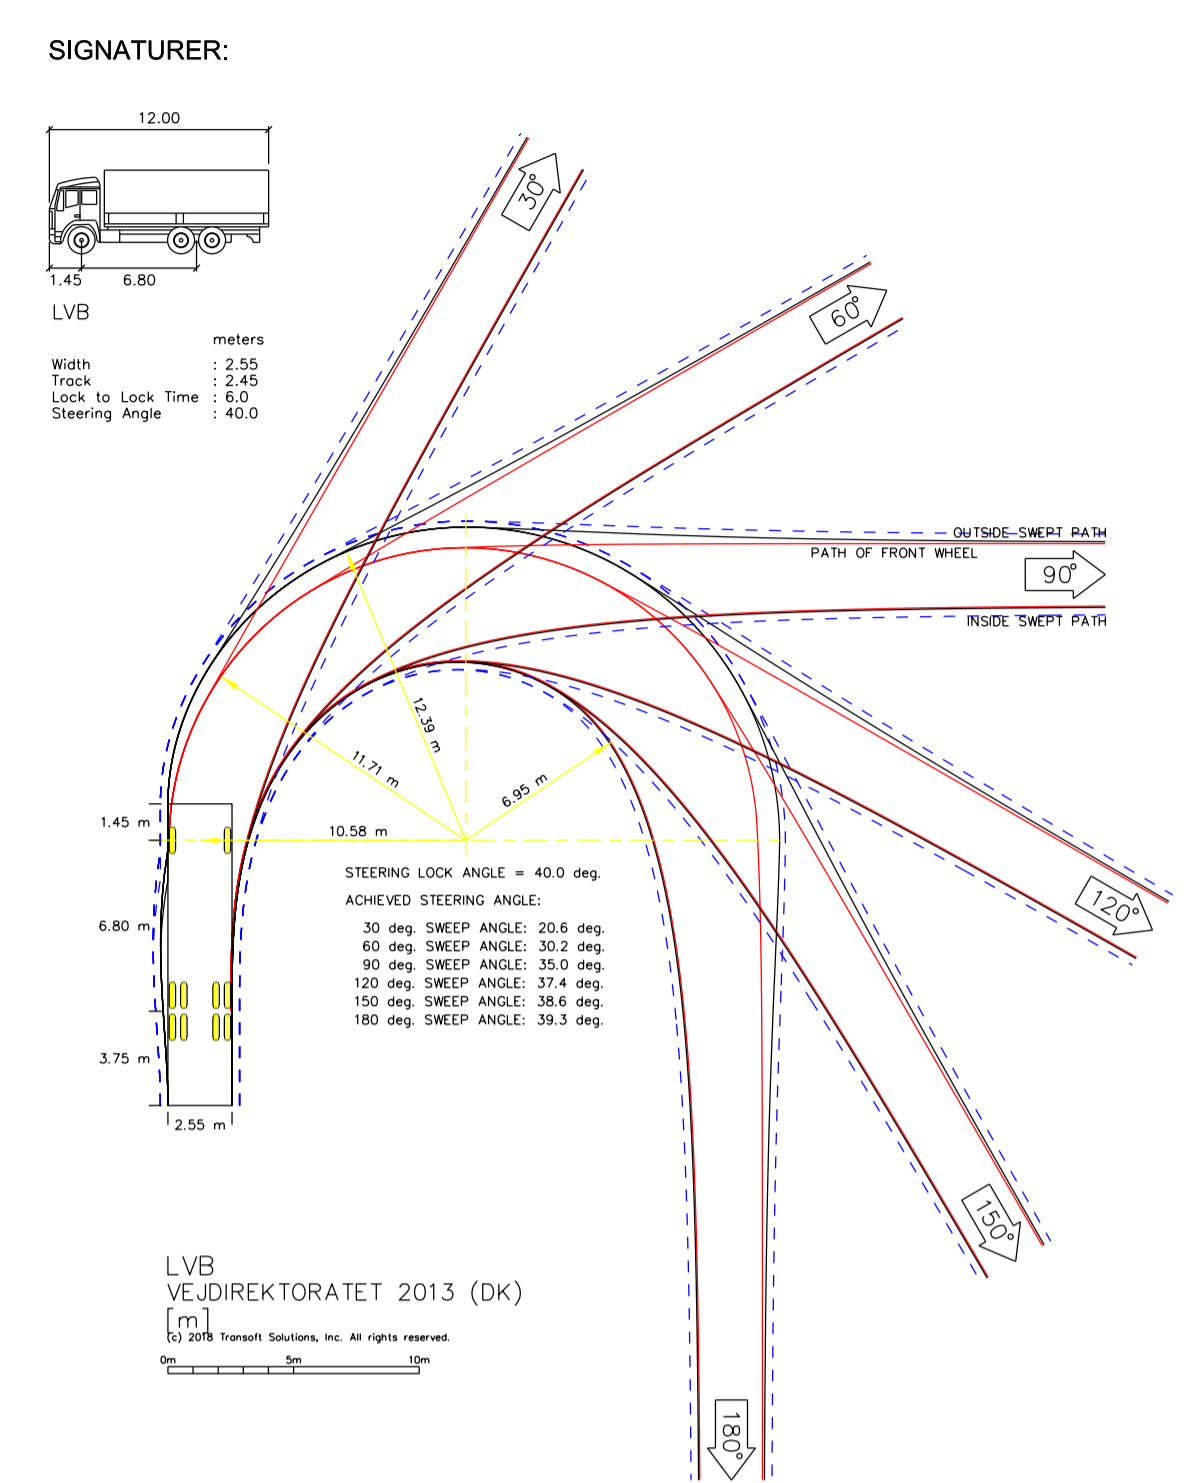 SIGNATURER:
12.00
1.45 6.80
LVB
meters
Width : 2.55
Track : 2.45
Lock to Lock Time : 6.0
Steering Angle : 40.0
30°
60°
OUTSIDE SWEPT PATH
PATH OF FRONT WHEEL
90°
INSIDE SWEPT PATH
12.39 m
11.71 m
6.95 m
1.45 m
10.58 m
STEERING LOCK ANGLE = 40.0 deg.
ACHIEVED STEERING ANGLE:
30 deg. SWEEP ANGLE: 20.6 deg.
60 deg. SWEEP ANGLE: 30.2 deg.
90 deg. SWEEP ANGLE: 35.0 deg.
120 deg. SWEEP ANGLE: 37.4 deg.
150 deg. SWEEP ANGLE: 38.6 deg.
180 deg. SWEEP ANGLE: 39.3 deg.
120°
6.80 m
3.75 m
2.55 m
150°
LVB
VEJDIREKTORATET 2013 (DK)
[m]
(c) 2018 Transoft Solutions, Inc. All rights reserved.
0m 5m 10m
180°